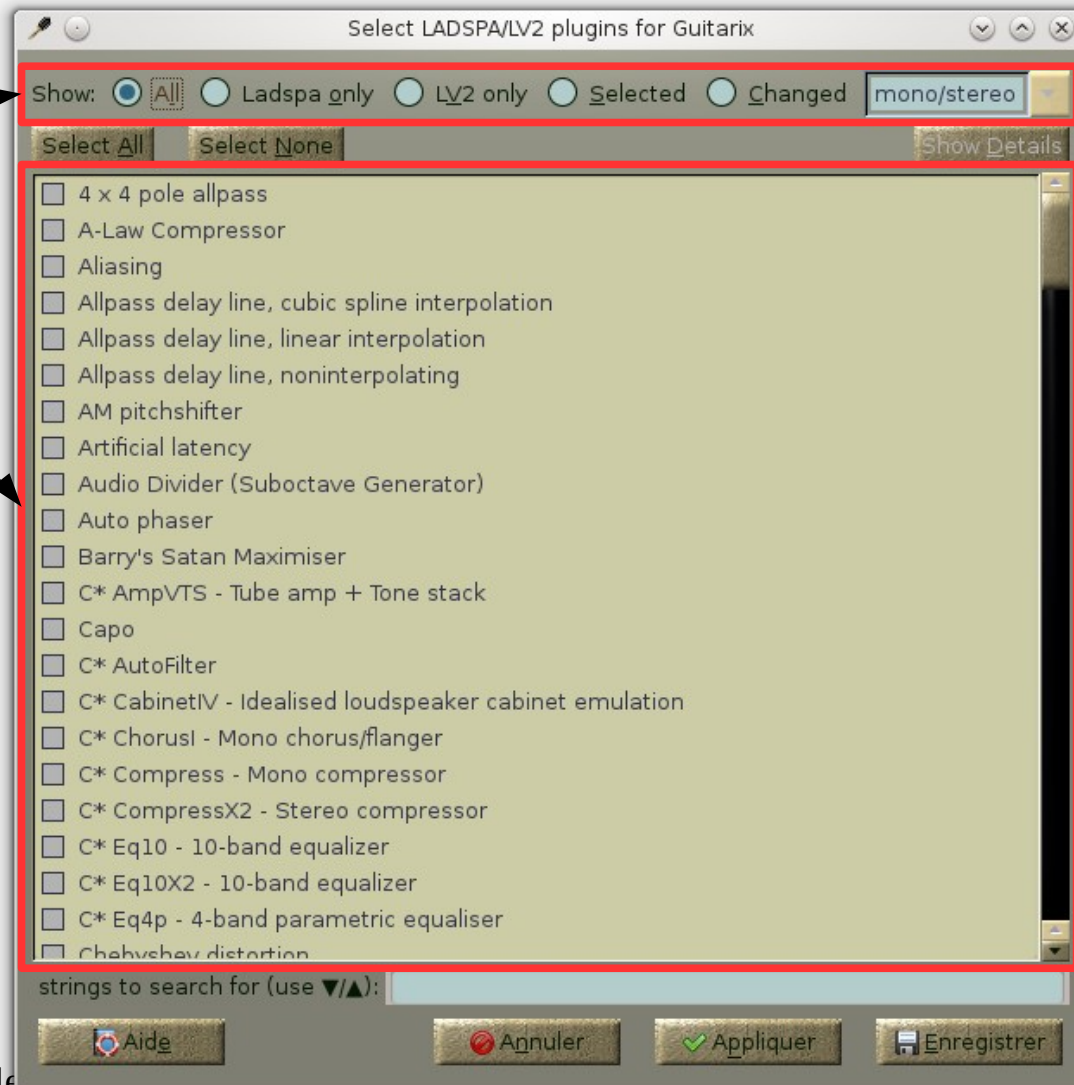 Select LADSPA/LV2 plugins for Guitarix
Show: All Ladspa only LV2 only Selected Changed mono/stereo
Select All Select None Show Details
4 x 4 pole allpass
A-Law Compressor
Aliasing
Allpass delay line, cubic spline interpolation
Allpass delay line, linear interpolation
Allpass delay line, noninterpolating
AM pitchshifter
Artificial latency
Audio Divider (Suboctave Generator)
Auto phaser
Barry's Satan Maximiser
C* AmpVTS - Tube amp + Tone stack
Capo
C* AutoFilter
C* CabinetIV - Idealised loudspeaker cabinet emulation
C* ChorusI - Mono chorus/flanger
C* Compress - Mono compressor
C* CompressX2 - Stereo compressor
C* Eq10 - 10-band equalizer
C* Eq10X2 - 10-band equalizer
C* Eq4p - 4-band parametric equaliser
Chebyshev distortion
strings to search for (use ▼/▲):
Aide Annuler Appliquer Enregistrer